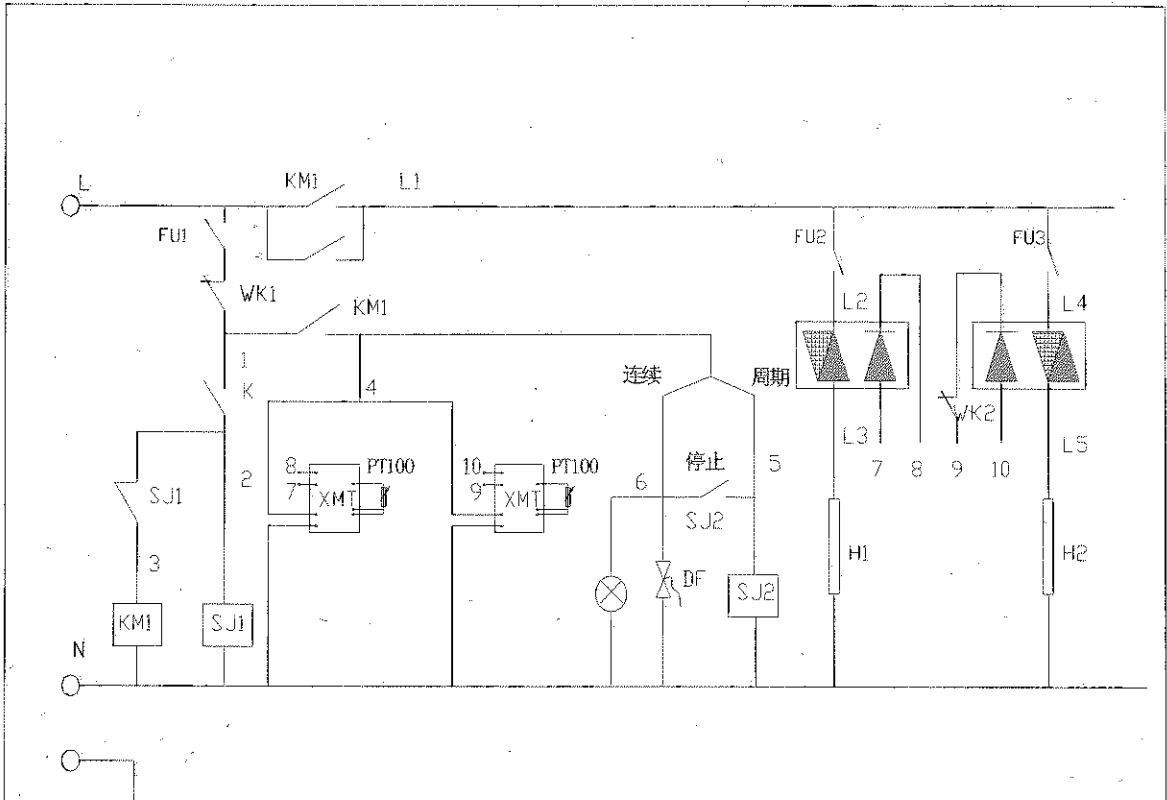 L
KM1
L1
FU1
FU2
FU3
WK1
KM1
L2
L4
1
K
4
连续
周期
WK2
L3
7
8
9
10
L5
SJ1
2
8
7
XMT
PT100
10
9
XMT
PT100
6
停止
5
SJ2
3
H1
H2
KM1
SJ1
DF
SJ2
N